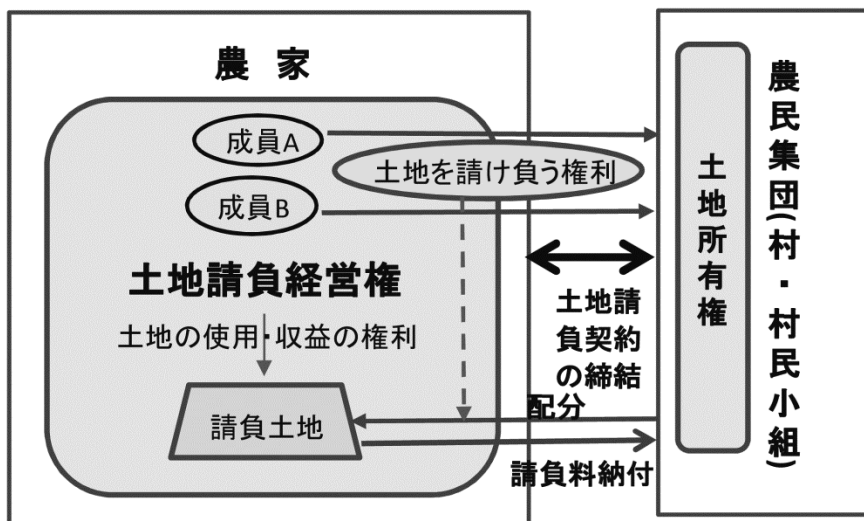 農　家
成員A
土地を請け負う権利
成員B
土地請負経営権
土地の使用・収益の権利
請負土地
土地請
負契約
の締結
配分
請負料納付
土地所有権
農民集団(村・村民小組)